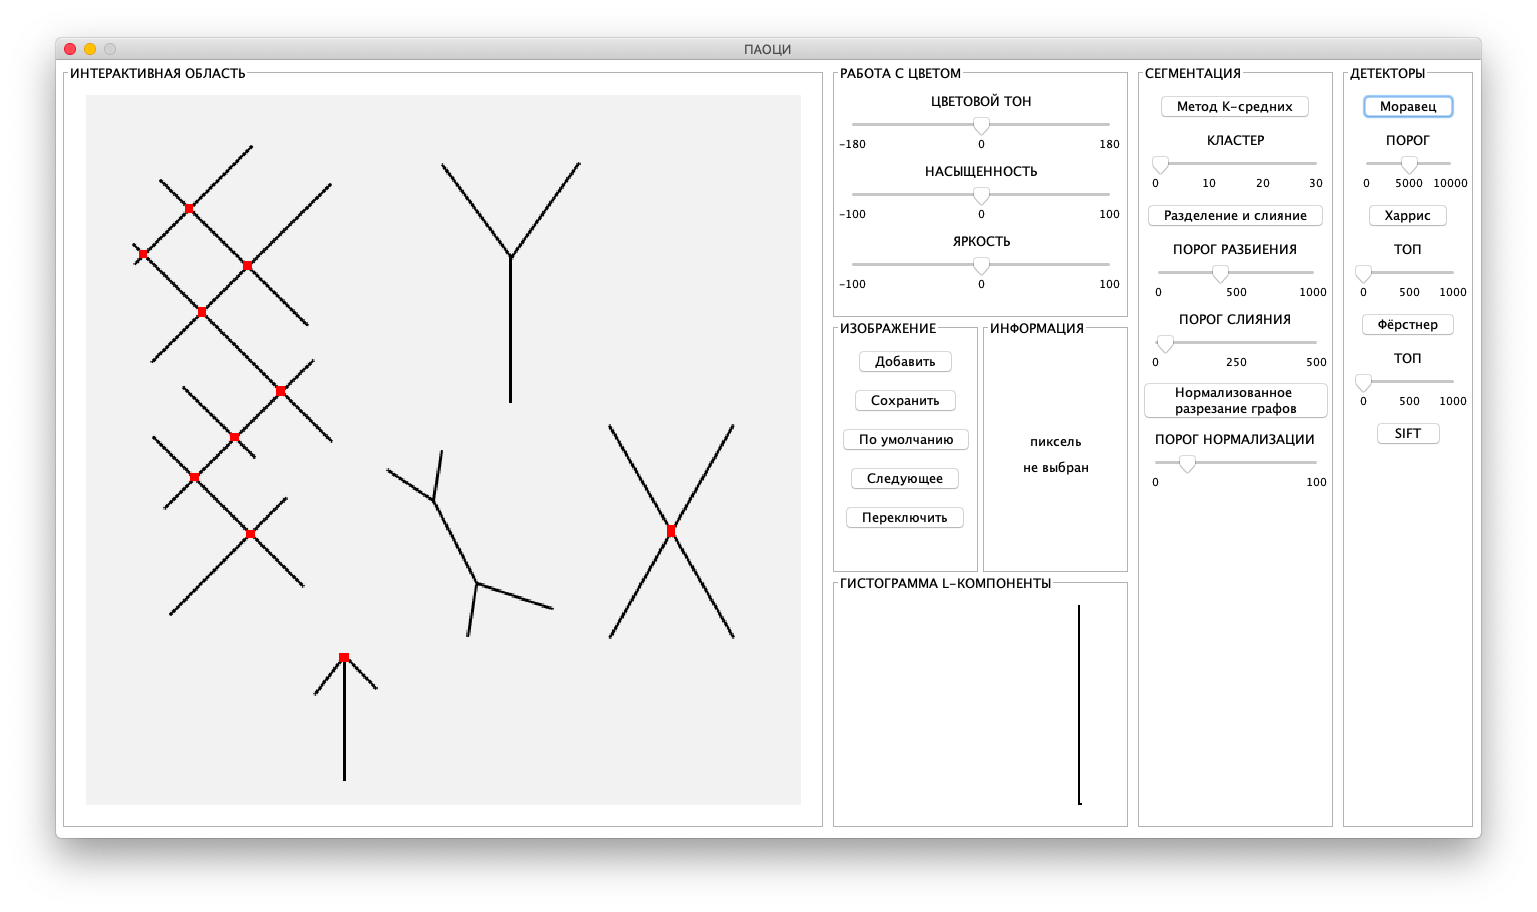 ПАОЦИ
ИНТЕРАКТИВНАЯ ОБЛАСТЬ
РАБОТА С ЦВЕТОМ
ЦВЕТОВОЙ ТОН
-180 0 180
НАСЫЩЕННОСТЬ
-100 0 100
ЯРКОСТЬ
-100 0 100
ИЗОБРАЖЕНИЕ
Добавить
Сохранить
По умолчанию
Следующее
Переключить
ИНФОРМАЦИЯ
пиксель
не выбран
ГИСТОГРАММА L-КОМПОНЕНТЫ
СЕГМЕНТАЦИЯ
Метод К-средних
КЛАСТЕР
0 10 20 30
Разделение и слияние
ПОРОГ РАЗБИЕНИЯ
0 500 1000
ПОРОГ СЛИЯНИЯ
0 250 500
Нормализованное
разрезание графов
ПОРОГ НОРМАЛИЗАЦИИ
0 100
ДЕТЕКТОРЫ
Моравец
ПОРОГ
0 5000 10000
Харрис
ТОП
0 500 1000
Фёрстнер
ТОП
0 500 1000
SIFT